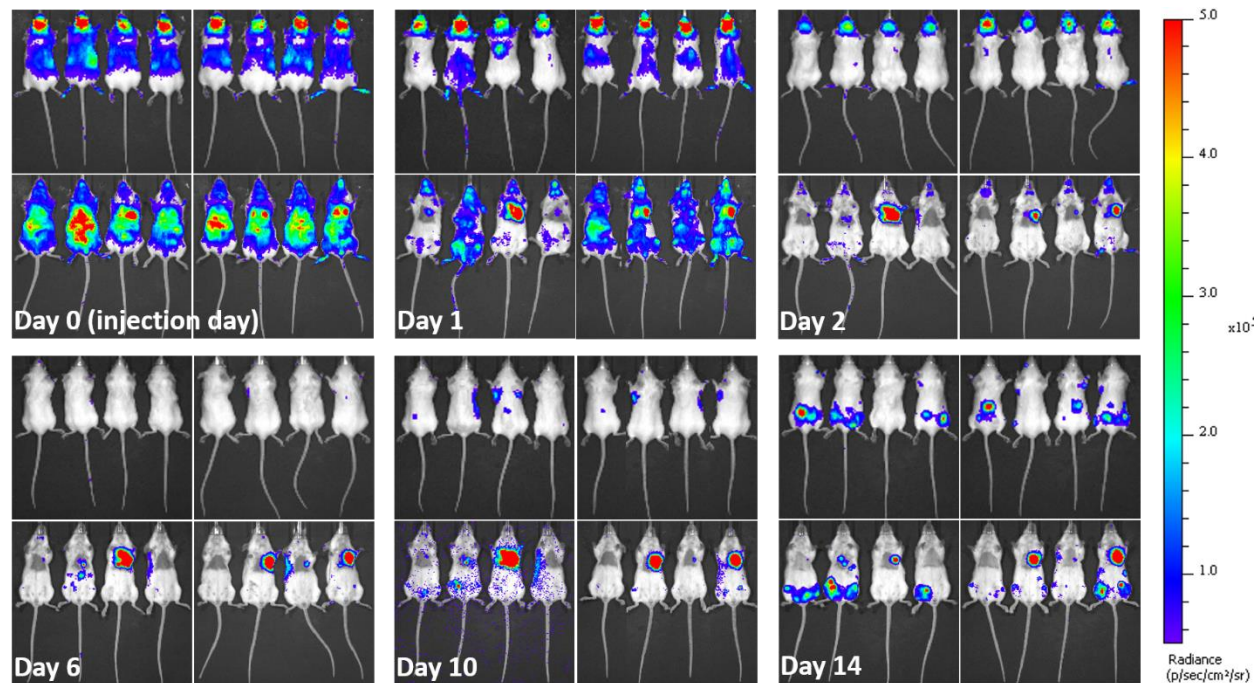 5.0
4.0
3.0
x10⁵
2.0
1.0
Day 0 (injection day)
Day 1
Day 2
Day 6
Day 10
Day 14
Radiance
(p/sec/cm²/sr)